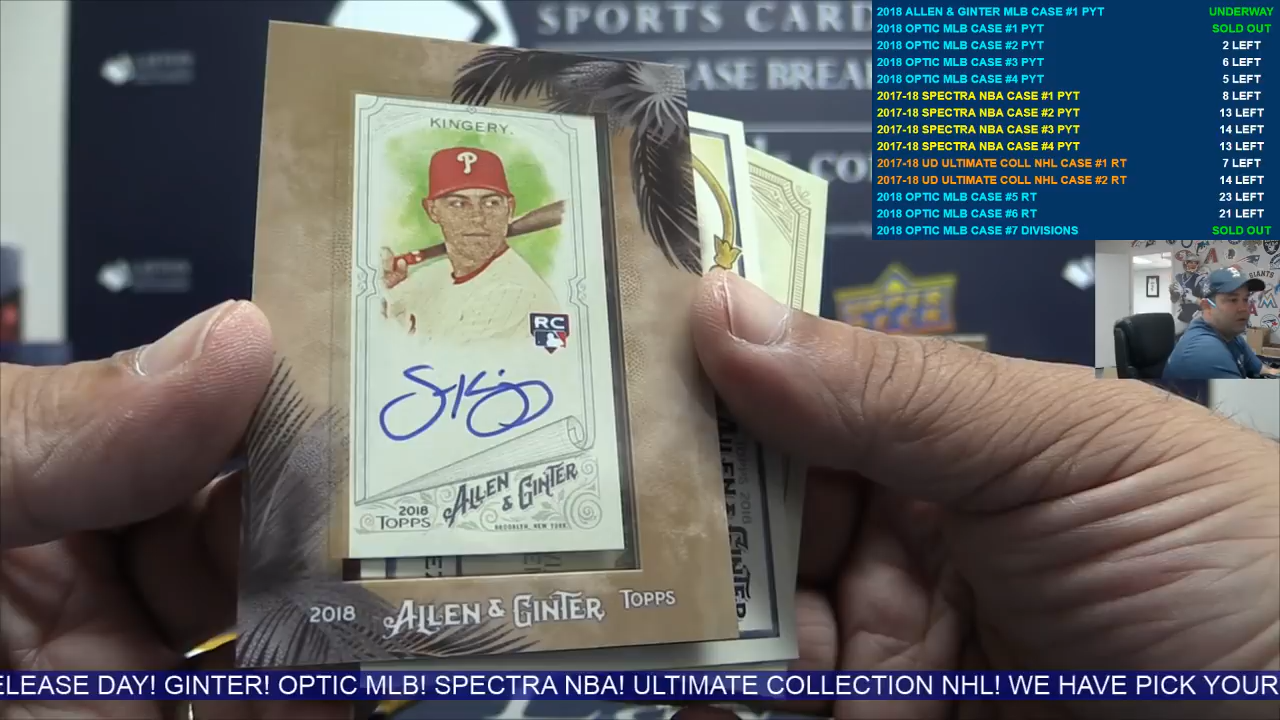 SPORTS CARD
CASE BREA
KINGERY.
RC
2018
TOPPS
ALLEN
& GINTER
BROOKLYN, NEW YORK.
2018 ALLEN & GINTER TOPPS
TOPPS 2018
2018 ALLEN & GINTER MLB CASE #1 PYT UNDERWAY
2018 OPTIC MLB CASE #1 PYT SOLD OUT
2018 OPTIC MLB CASE #2 PYT 2 LEFT
2018 OPTIC MLB CASE #3 PYT 6 LEFT
2018 OPTIC MLB CASE #4 PYT 5 LEFT
2017-18 SPECTRA NBA CASE #1 PYT 8 LEFT
2017-18 SPECTRA NBA CASE #2 PYT 13 LEFT
2017-18 SPECTRA NBA CASE #3 PYT 14 LEFT
2017-18 SPECTRA NBA CASE #4 PYT 13 LEFT
2017-18 UD ULTIMATE COLL NHL CASE #1 RT 7 LEFT
2017-18 UD ULTIMATE COLL NHL CASE #2 RT 14 LEFT
2018 OPTIC MLB CASE #5 RT 23 LEFT
2018 OPTIC MLB CASE #6 RT 21 LEFT
2018 OPTIC MLB CASE #7 DIVISIONS SOLD OUT
GIANTS
ELEASE DAY! GINTER! OPTIC MLB! SPECTRA NBA! ULTIMATE COLLECTION NHL! WE HAVE PICK YOUR